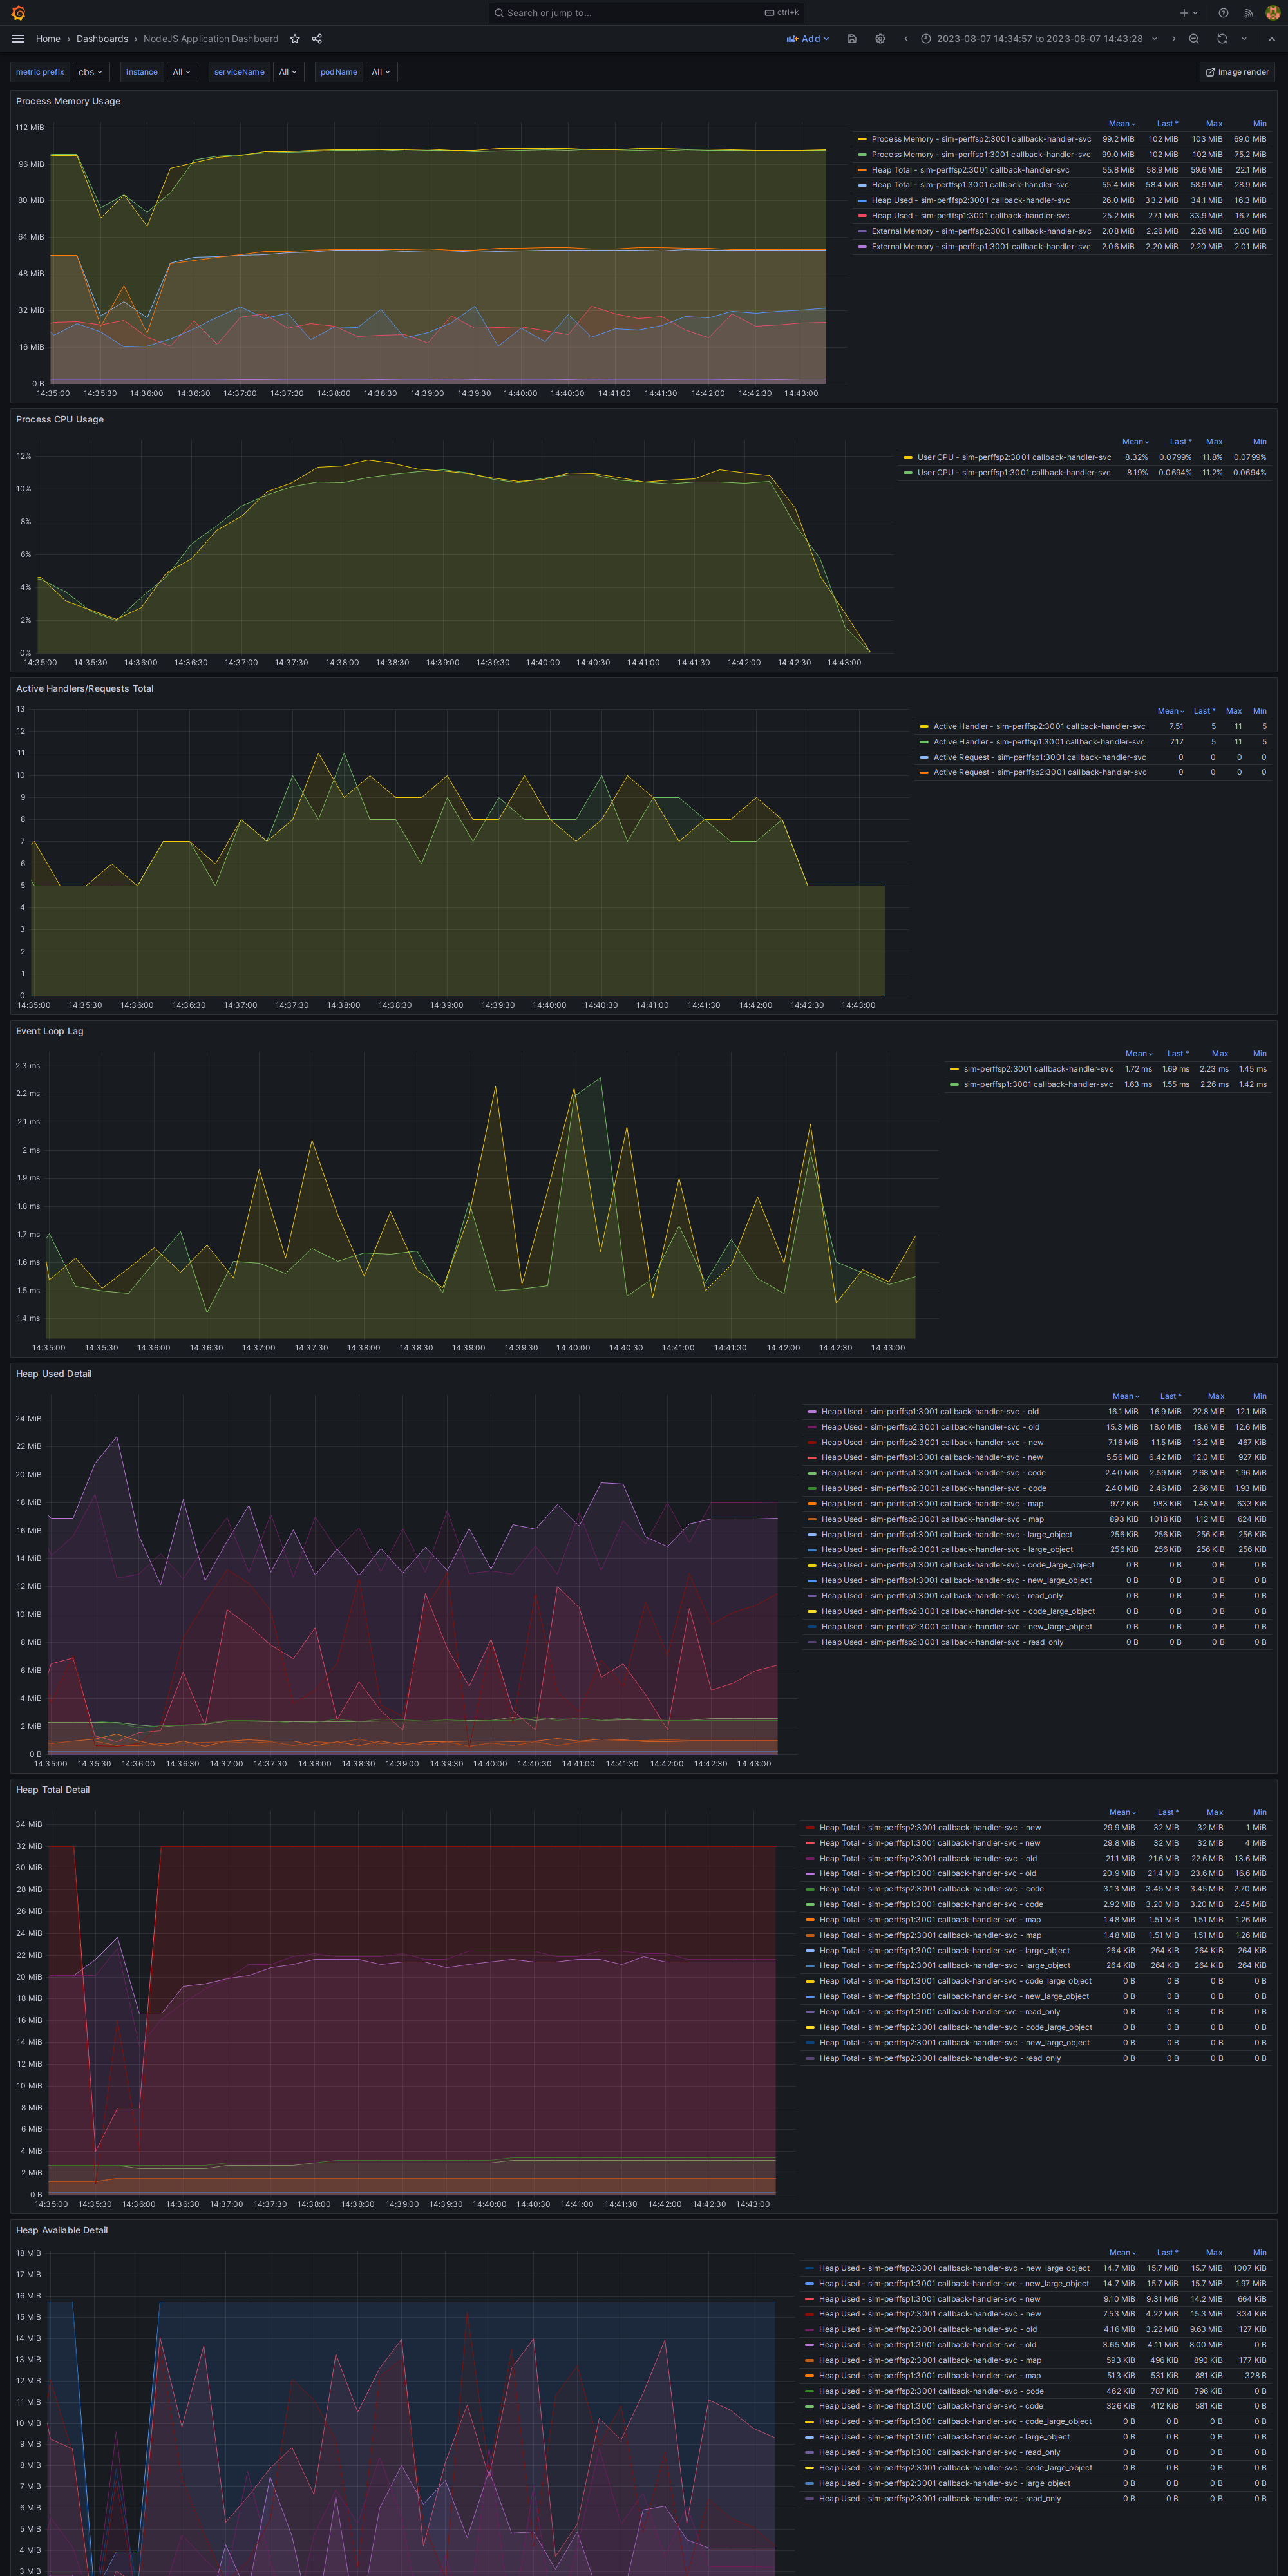 Search or jump to... ctrl+k
Home › Dashboards › NodeJS Application Dashboard Add 2023-08-07 14:34:57 to 2023-08-07 14:43:28
metric prefix cbs instance All serviceName All podName All Image render
Process Memory Usage
Mean Last * Max Min
Process Memory - sim-perffsp2:3001 callback-handler-svc 99.2 MiB 102 MiB 103 MiB 69.0 MiB
Process Memory - sim-perffsp1:3001 callback-handler-svc 99.0 MiB 102 MiB 102 MiB 75.2 MiB
Heap Total - sim-perffsp2:3001 callback-handler-svc 55.8 MiB 58.9 MiB 59.6 MiB 22.1 MiB
Heap Total - sim-perffsp1:3001 callback-handler-svc 55.4 MiB 58.4 MiB 58.9 MiB 28.9 MiB
Heap Used - sim-perffsp2:3001 callback-handler-svc 26.0 MiB 33.2 MiB 34.1 MiB 16.3 MiB
Heap Used - sim-perffsp1:3001 callback-handler-svc 25.2 MiB 27.1 MiB 33.9 MiB 16.7 MiB
External Memory - sim-perffsp2:3001 callback-handler-svc 2.08 MiB 2.26 MiB 2.26 MiB 2.00 MiB
External Memory - sim-perffsp1:3001 callback-handler-svc 2.06 MiB 2.20 MiB 2.20 MiB 2.01 MiB
112 MiB
96 MiB
80 MiB
64 MiB
48 MiB
32 MiB
16 MiB
0 B
14:35:00 14:35:30 14:36:00 14:36:30 14:37:00 14:37:30 14:38:00 14:38:30 14:39:00 14:39:30 14:40:00 14:40:30 14:41:00 14:41:30 14:42:00 14:42:30 14:43:00
Process CPU Usage
Mean Last * Max Min
User CPU - sim-perffsp2:3001 callback-handler-svc 8.32% 0.0799% 11.8% 0.0799%
User CPU - sim-perffsp1:3001 callback-handler-svc 8.19% 0.0694% 11.2% 0.0694%
12%
10%
8%
6%
4%
2%
0%
14:35:00 14:35:30 14:36:00 14:36:30 14:37:00 14:37:30 14:38:00 14:38:30 14:39:00 14:39:30 14:40:00 14:40:30 14:41:00 14:41:30 14:42:00 14:42:30 14:43:00
Active Handlers/Requests Total
Mean Last * Max Min
Active Handler - sim-perffsp2:3001 callback-handler-svc 7.51 5 11 5
Active Handler - sim-perffsp1:3001 callback-handler-svc 7.17 5 11 5
Active Request - sim-perffsp1:3001 callback-handler-svc 0 0 0 0
Active Request - sim-perffsp2:3001 callback-handler-svc 0 0 0 0
13
12
11
10
9
8
7
6
5
4
3
2
1
0
14:35:00 14:35:30 14:36:00 14:36:30 14:37:00 14:37:30 14:38:00 14:38:30 14:39:00 14:39:30 14:40:00 14:40:30 14:41:00 14:41:30 14:42:00 14:42:30 14:43:00
Event Loop Lag
Mean Last * Max Min
sim-perffsp2:3001 callback-handler-svc 1.72 ms 1.69 ms 2.23 ms 1.45 ms
sim-perffsp1:3001 callback-handler-svc 1.63 ms 1.55 ms 2.26 ms 1.42 ms
2.3 ms
2.2 ms
2.1 ms
2 ms
1.9 ms
1.8 ms
1.7 ms
1.6 ms
1.5 ms
1.4 ms
14:35:00 14:35:30 14:36:00 14:36:30 14:37:00 14:37:30 14:38:00 14:38:30 14:39:00 14:39:30 14:40:00 14:40:30 14:41:00 14:41:30 14:42:00 14:42:30 14:43:00
Heap Used Detail
Mean Last * Max Min
Heap Used - sim-perffsp1:3001 callback-handler-svc - old 16.1 MiB 16.9 MiB 22.8 MiB 12.1 MiB
Heap Used - sim-perffsp2:3001 callback-handler-svc - old 15.3 MiB 18.0 MiB 18.6 MiB 12.6 MiB
Heap Used - sim-perffsp2:3001 callback-handler-svc - new 7.16 MiB 11.5 MiB 13.2 MiB 467 KiB
Heap Used - sim-perffsp1:3001 callback-handler-svc - new 5.56 MiB 6.42 MiB 12.0 MiB 927 KiB
Heap Used - sim-perffsp1:3001 callback-handler-svc - code 2.40 MiB 2.59 MiB 2.68 MiB 1.96 MiB
Heap Used - sim-perffsp2:3001 callback-handler-svc - code 2.40 MiB 2.46 MiB 2.66 MiB 1.93 MiB
Heap Used - sim-perffsp1:3001 callback-handler-svc - map 972 KiB 983 KiB 1.48 MiB 633 KiB
Heap Used - sim-perffsp2:3001 callback-handler-svc - map 893 KiB 1018 KiB 1.12 MiB 624 KiB
Heap Used - sim-perffsp1:3001 callback-handler-svc - large_object 256 KiB 256 KiB 256 KiB 256 KiB
Heap Used - sim-perffsp2:3001 callback-handler-svc - large_object 256 KiB 256 KiB 256 KiB 256 KiB
Heap Used - sim-perffsp1:3001 callback-handler-svc - code_large_object 0 B 0 B 0 B 0 B
Heap Used - sim-perffsp1:3001 callback-handler-svc - new_large_object 0 B 0 B 0 B 0 B
Heap Used - sim-perffsp1:3001 callback-handler-svc - read_only 0 B 0 B 0 B 0 B
Heap Used - sim-perffsp2:3001 callback-handler-svc - code_large_object 0 B 0 B 0 B 0 B
Heap Used - sim-perffsp2:3001 callback-handler-svc - new_large_object 0 B 0 B 0 B 0 B
Heap Used - sim-perffsp2:3001 callback-handler-svc - read_only 0 B 0 B 0 B 0 B
24 MiB
22 MiB
20 MiB
18 MiB
16 MiB
14 MiB
12 MiB
10 MiB
8 MiB
6 MiB
4 MiB
2 MiB
0 B
14:35:00 14:35:30 14:36:00 14:36:30 14:37:00 14:37:30 14:38:00 14:38:30 14:39:00 14:39:30 14:40:00 14:40:30 14:41:00 14:41:30 14:42:00 14:42:30 14:43:00
Heap Total Detail
Mean Last * Max Min
Heap Total - sim-perffsp2:3001 callback-handler-svc - new 29.9 MiB 32 MiB 32 MiB 1 MiB
Heap Total - sim-perffsp1:3001 callback-handler-svc - new 29.8 MiB 32 MiB 32 MiB 4 MiB
Heap Total - sim-perffsp2:3001 callback-handler-svc - old 21.1 MiB 21.6 MiB 22.6 MiB 13.6 MiB
Heap Total - sim-perffsp1:3001 callback-handler-svc - old 20.9 MiB 21.4 MiB 23.6 MiB 16.6 MiB
Heap Total - sim-perffsp2:3001 callback-handler-svc - code 3.13 MiB 3.45 MiB 3.45 MiB 2.70 MiB
Heap Total - sim-perffsp1:3001 callback-handler-svc - code 2.92 MiB 3.20 MiB 3.20 MiB 2.45 MiB
Heap Total - sim-perffsp1:3001 callback-handler-svc - map 1.48 MiB 1.51 MiB 1.51 MiB 1.26 MiB
Heap Total - sim-perffsp2:3001 callback-handler-svc - map 1.48 MiB 1.51 MiB 1.51 MiB 1.26 MiB
Heap Total - sim-perffsp1:3001 callback-handler-svc - large_object 264 KiB 264 KiB 264 KiB 264 KiB
Heap Total - sim-perffsp2:3001 callback-handler-svc - large_object 264 KiB 264 KiB 264 KiB 264 KiB
Heap Total - sim-perffsp1:3001 callback-handler-svc - code_large_object 0 B 0 B 0 B 0 B
Heap Total - sim-perffsp1:3001 callback-handler-svc - new_large_object 0 B 0 B 0 B 0 B
Heap Total - sim-perffsp1:3001 callback-handler-svc - read_only 0 B 0 B 0 B 0 B
Heap Total - sim-perffsp2:3001 callback-handler-svc - code_large_object 0 B 0 B 0 B 0 B
Heap Total - sim-perffsp2:3001 callback-handler-svc - new_large_object 0 B 0 B 0 B 0 B
Heap Total - sim-perffsp2:3001 callback-handler-svc - read_only 0 B 0 B 0 B 0 B
34 MiB
32 MiB
30 MiB
28 MiB
26 MiB
24 MiB
22 MiB
20 MiB
18 MiB
16 MiB
14 MiB
12 MiB
10 MiB
8 MiB
6 MiB
4 MiB
2 MiB
0 B
14:35:00 14:35:30 14:36:00 14:36:30 14:37:00 14:37:30 14:38:00 14:38:30 14:39:00 14:39:30 14:40:00 14:40:30 14:41:00 14:41:30 14:42:00 14:42:30 14:43:00
Heap Available Detail
Mean Last * Max Min
Heap Used - sim-perffsp2:3001 callback-handler-svc - new_large_object 14.7 MiB 15.7 MiB 15.7 MiB 1007 KiB
Heap Used - sim-perffsp1:3001 callback-handler-svc - new_large_object 14.7 MiB 15.7 MiB 15.7 MiB 1.97 MiB
Heap Used - sim-perffsp1:3001 callback-handler-svc - new 9.10 MiB 9.31 MiB 14.2 MiB 664 KiB
Heap Used - sim-perffsp2:3001 callback-handler-svc - new 7.53 MiB 4.22 MiB 15.3 MiB 334 KiB
Heap Used - sim-perffsp2:3001 callback-handler-svc - old 4.16 MiB 3.22 MiB 9.63 MiB 127 KiB
Heap Used - sim-perffsp1:3001 callback-handler-svc - old 3.65 MiB 4.11 MiB 8.00 MiB 0 B
Heap Used - sim-perffsp2:3001 callback-handler-svc - map 593 KiB 496 KiB 890 KiB 177 KiB
Heap Used - sim-perffsp1:3001 callback-handler-svc - map 513 KiB 531 KiB 881 KiB 328 B
Heap Used - sim-perffsp2:3001 callback-handler-svc - code 462 KiB 787 KiB 796 KiB 0 B
Heap Used - sim-perffsp1:3001 callback-handler-svc - code 326 KiB 412 KiB 581 KiB 0 B
Heap Used - sim-perffsp1:3001 callback-handler-svc - code_large_object 0 B 0 B 0 B 0 B
Heap Used - sim-perffsp1:3001 callback-handler-svc - large_object 0 B 0 B 0 B 0 B
Heap Used - sim-perffsp1:3001 callback-handler-svc - read_only 0 B 0 B 0 B 0 B
Heap Used - sim-perffsp2:3001 callback-handler-svc - code_large_object 0 B 0 B 0 B 0 B
Heap Used - sim-perffsp2:3001 callback-handler-svc - large_object 0 B 0 B 0 B 0 B
Heap Used - sim-perffsp2:3001 callback-handler-svc - read_only 0 B 0 B 0 B 0 B
18 MiB
17 MiB
16 MiB
15 MiB
14 MiB
13 MiB
12 MiB
11 MiB
10 MiB
9 MiB
8 MiB
7 MiB
6 MiB
5 MiB
4 MiB
3 MiB